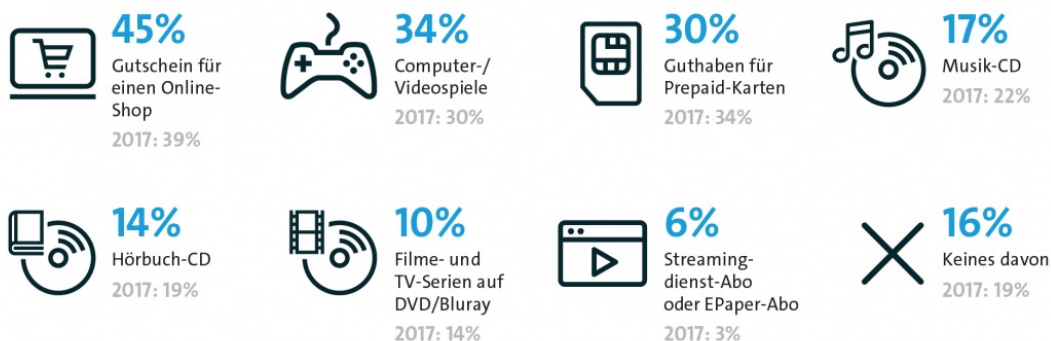 45%
Gutschein für
einen Online-
Shop
2017: 39%
34%
Computer-/
Videospiele
2017: 30%
30%
Guthaben für
Prepaid-Karten
2017: 34%
17%
Musik-CD
2017: 22%
14%
Hörbuch-CD
2017: 19%
10%
Filme- und
TV-Serien auf
DVD/Bluray
2017: 14%
6%
Streaming-
dienst-Abo
oder EPaper-Abo
2017: 3%
16%
Keines davon
2017: 19%